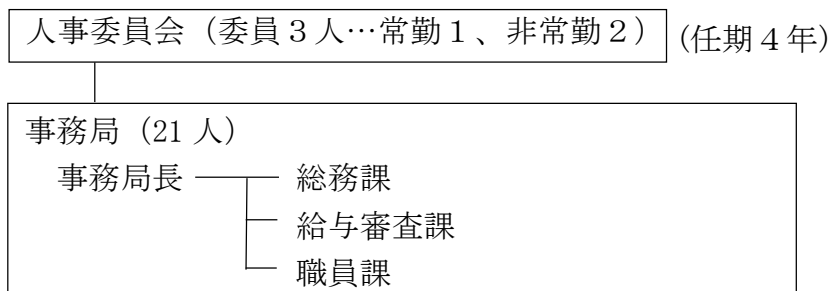 人事委員会（委員３人…常勤１、非常勤２）(任期４年)
事務局（21 人）
事務局長 総務課
給与審査課
職員課